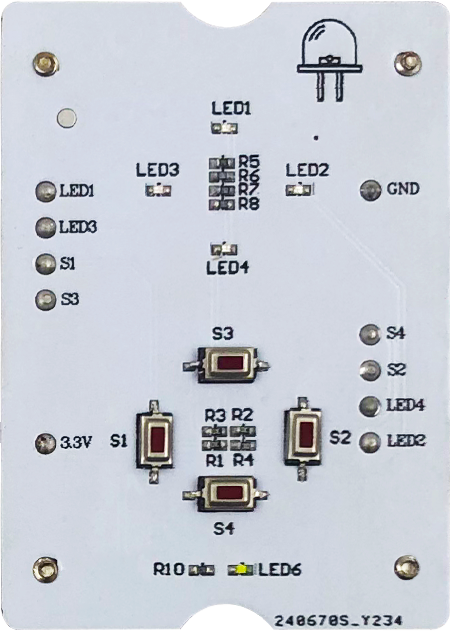 LED1
LED3
LED2
R5
R6
R7
R8
LED4
LED1
LED3
S1
S3
GND
S3
S4
S2
LED4
LED2
3.3V
S1
R3 R2
R1 R4
S2
S4
R10
LED6
240670S_Y234